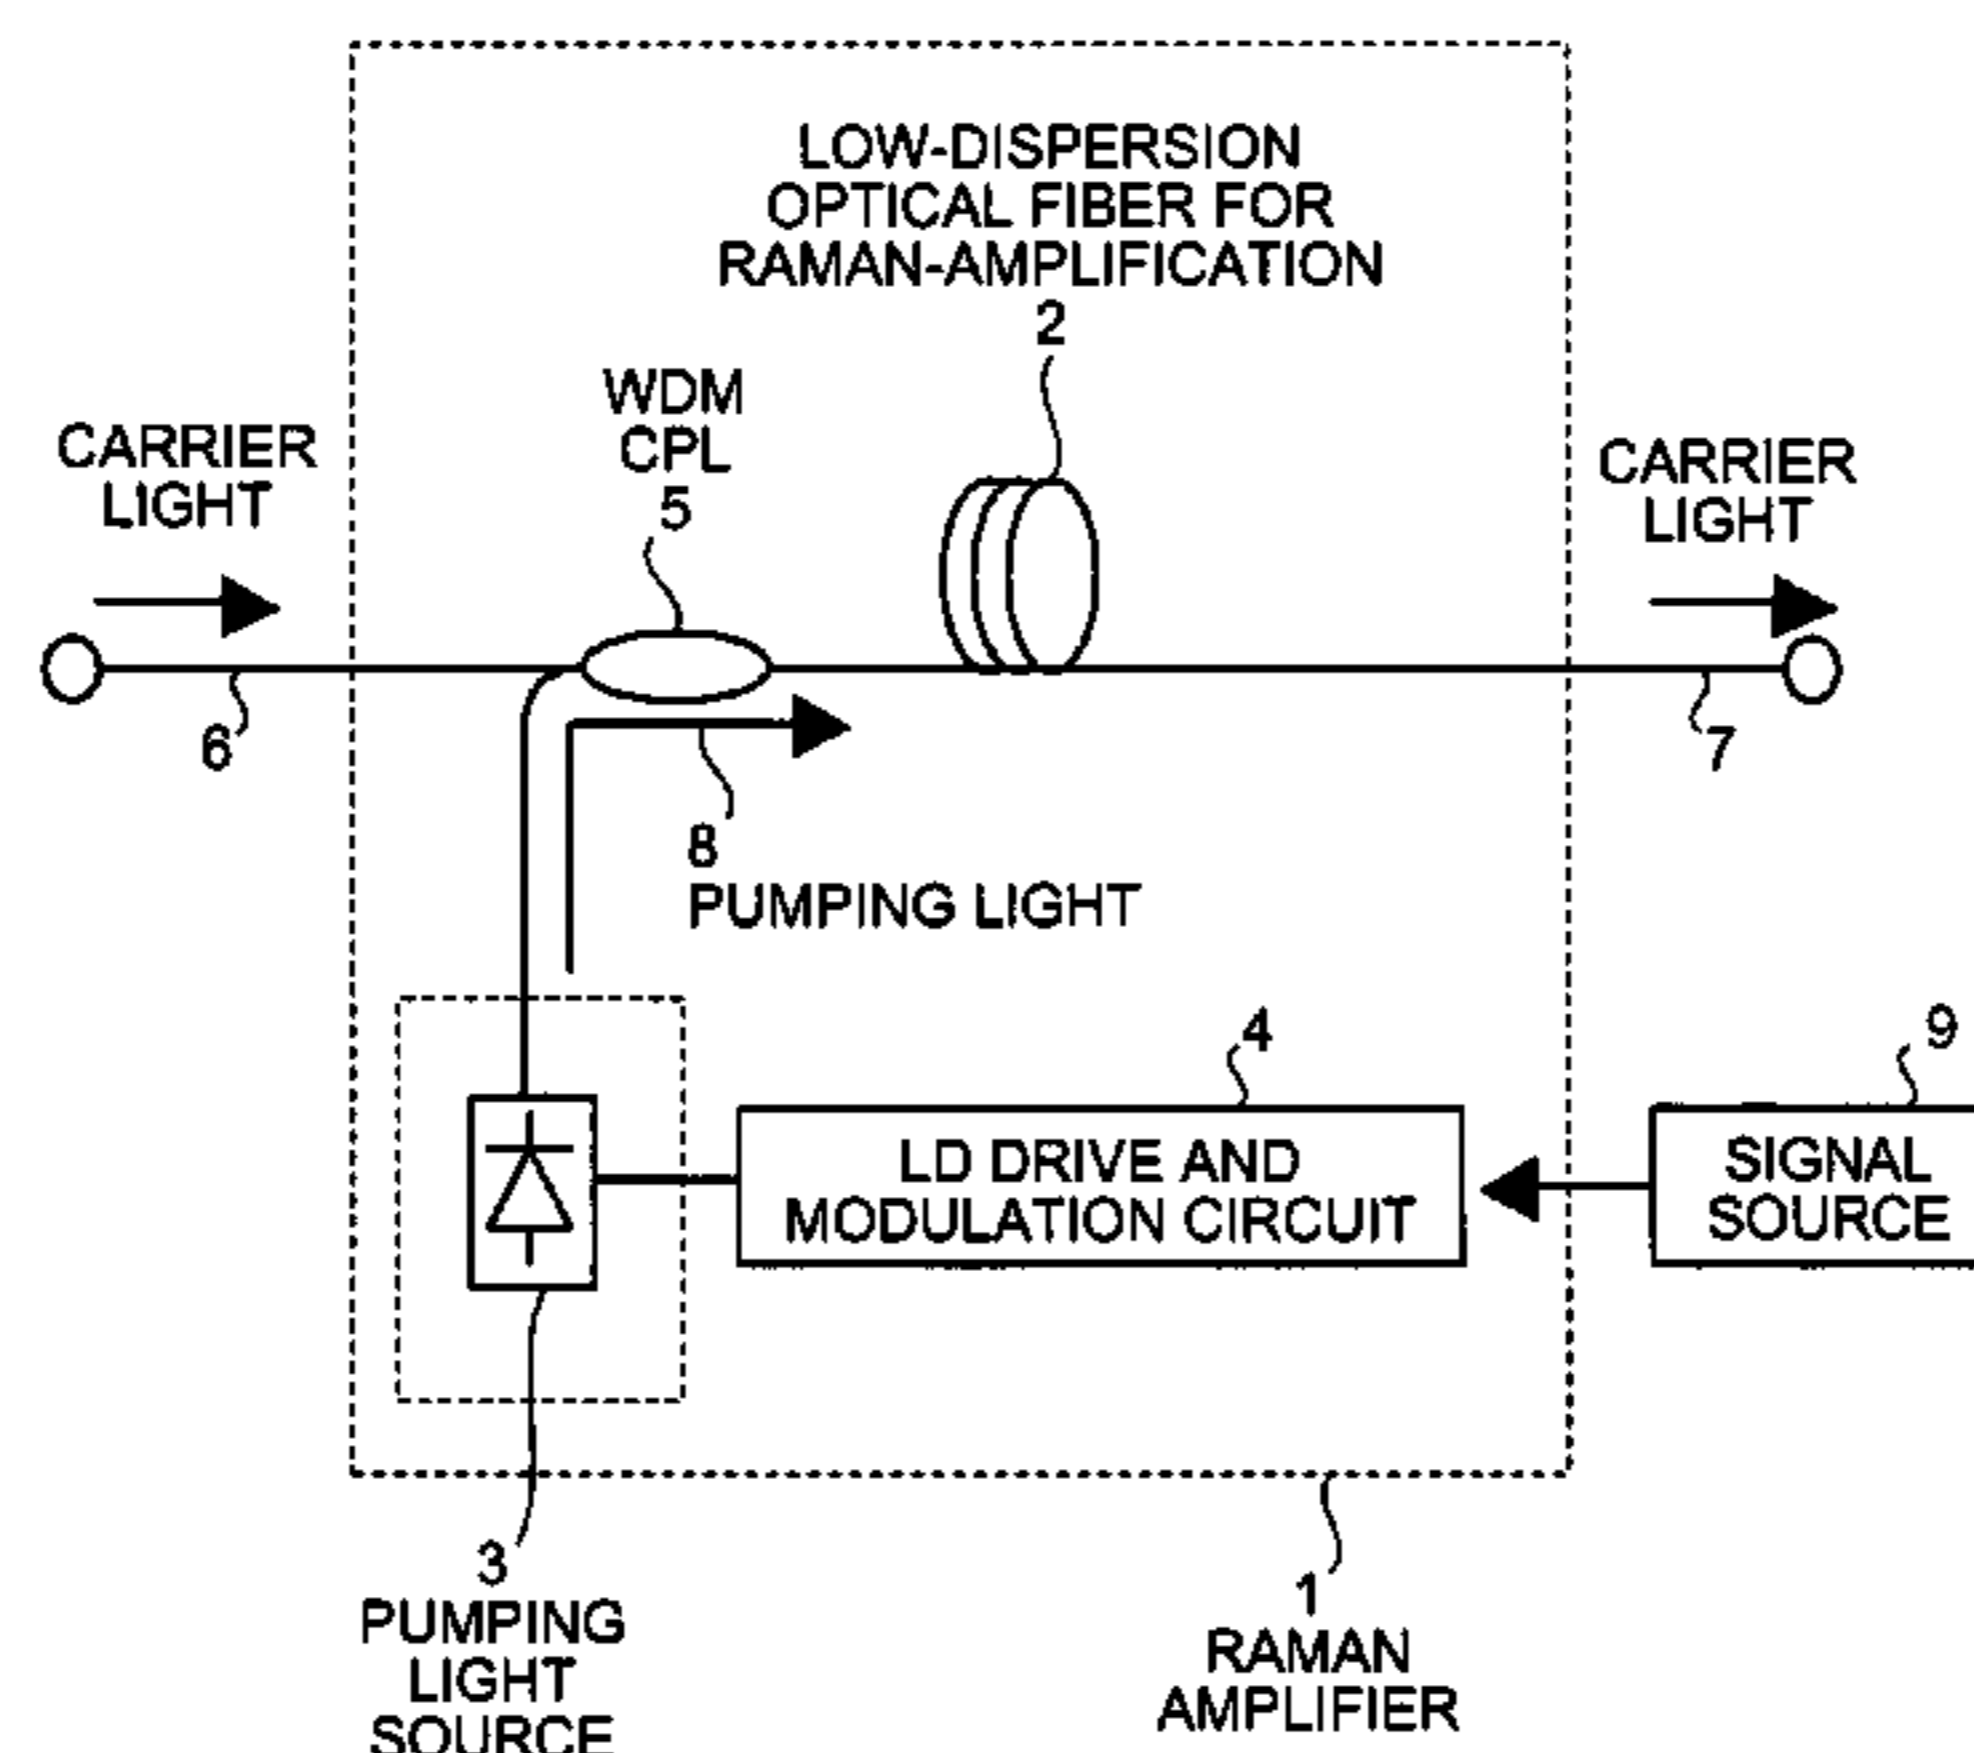 LOW-DISPERSION
OPTICAL FIBER FOR
RAMAN-AMPLIFICATION
2
WDM
CPL
5
CARRIER
LIGHT
CARRIER
LIGHT
6
7
8
PUMPING LIGHT
4
9
LD DRIVE AND
MODULATION CIRCUIT
SIGNAL
SOURCE
3
PUMPING
LIGHT
SOURCE
1
RAMAN
AMPLIFIER